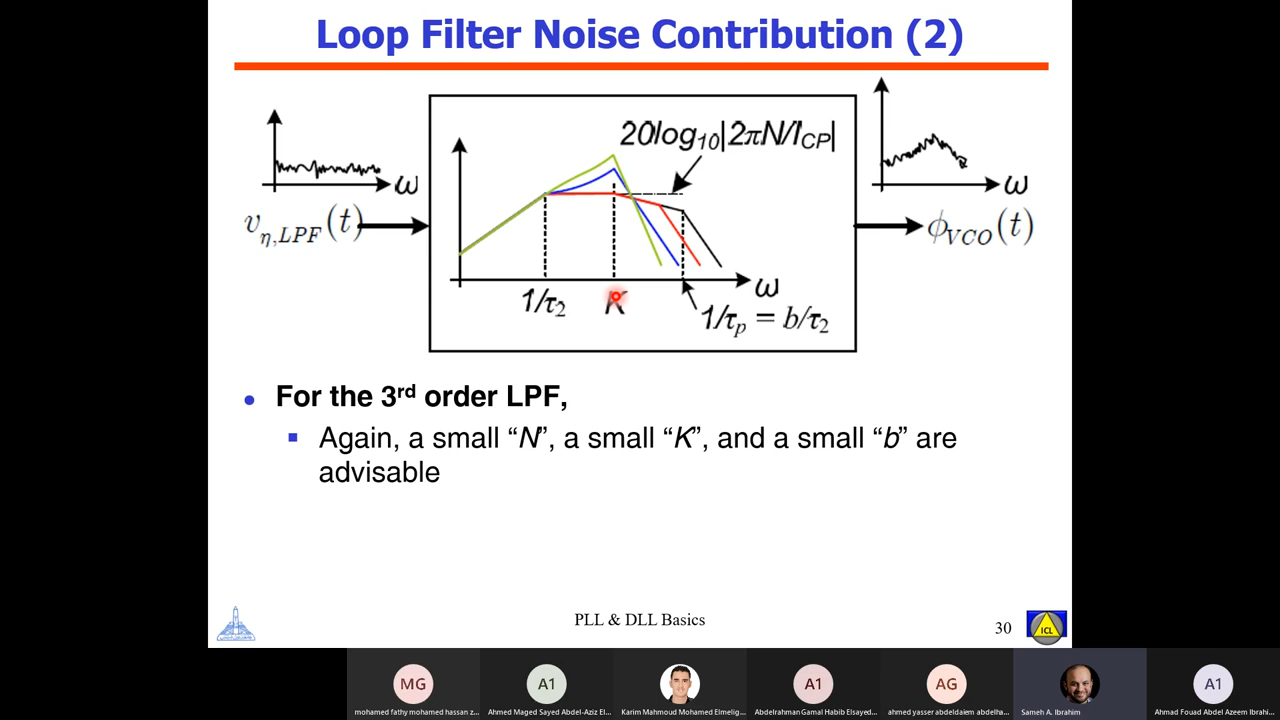 Loop Filter Noise Contribution (2)
20log10|2πN/ICP|
ω
ω
vη,LPF(t)
ϕVCO(t)
ω
1/τ2
K
1/τp = b/τ2
• For the 3rd order LPF,
▪ Again, a small “N”, a small “K”, and a small “b” are
advisable
PLL & DLL Basics
30
ICL
MG
A1
A1
AG
A1
mohamed fathy mohamed hassan z...
Ahmed Maged Sayed Abdel-Aziz El...
Karim Mahmoud Mohamed Elmelig...
Abdelrahman Gamal Habib Elsayed...
ahmed yasser abdeldaiem abdelha...
Sameh A. Ibrahim
Ahmad Fouad Abdel Azeem Ibrahi...